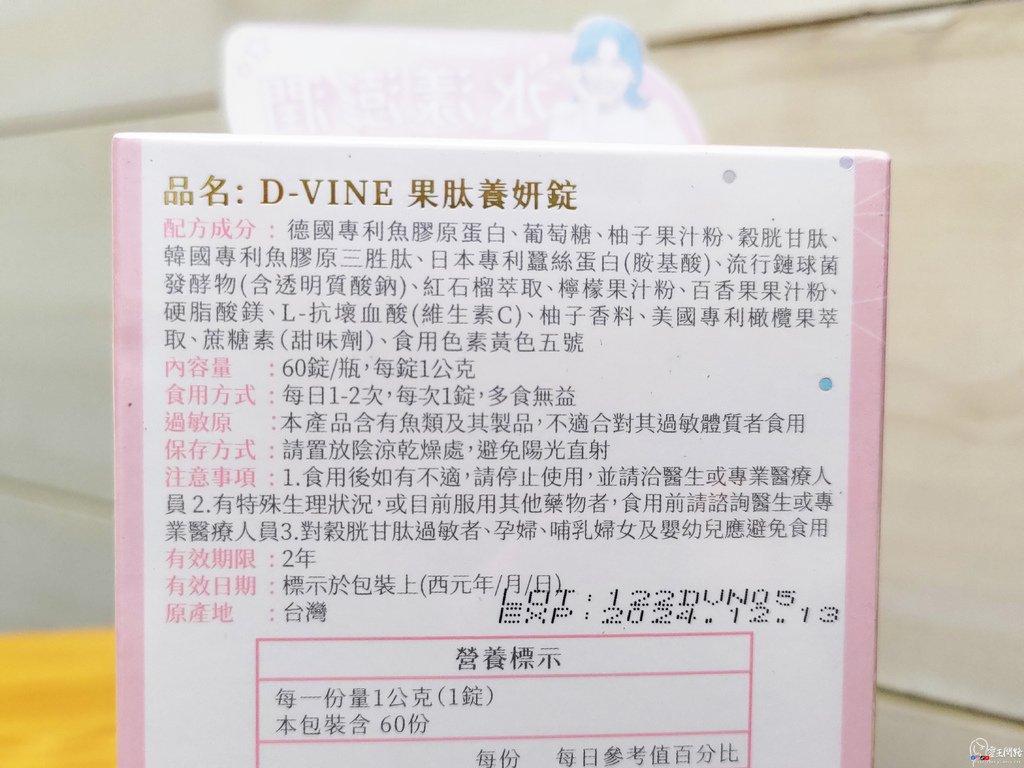 水漾澎潤
品名: D-VINE 果肽養妍錠
配方成分：德國專利魚膠原蛋白、葡萄糖、柚子果汁粉、穀胱甘肽、
韓國專利魚膠原三胜肽、日本專利蠶絲蛋白(胺基酸)、流行鏈球菌
發酵物(含透明質酸鈉)、紅石榴萃取、檸檬果汁粉、百香果果汁粉、
硬脂酸鎂、L-抗壞血酸(維生素C)、柚子香料、美國專利橄欖果萃
取、蔗糖素(甜味劑)、食用色素黃色五號
內容量：60錠/瓶,每錠1公克
食用方式：每日1-2次,每次1錠,多食無益
過敏原：本產品含有魚類及其製品,不適合對其過敏體質者食用
保存方式：請置放陰涼乾燥處,避免陽光直射
注意事項：1.食用後如有不適,請停止使用,並請洽醫生或專業醫療人
員 2.有特殊生理狀況,或目前服用其他藥物者,食用前請諮詢醫生或專
業醫療人員3.對穀胱甘肽過敏者、孕婦、哺乳婦女及嬰幼兒應避免食用
有效期限：2年
有效日期：標示於包裝上(西元年/月/日)
LOT:122DVN05
EXP:2024.12.13
原產地：台灣
營養標示
每一份量1公克(1錠)
本包裝含 60份
每份 每日參考值百分比